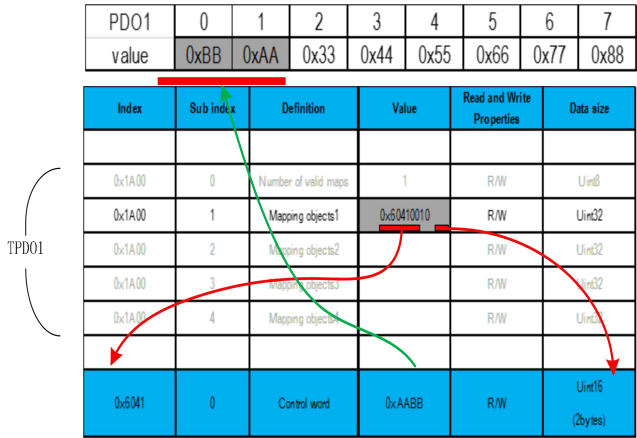 PDO1 0 1 2 3 4 5 6 7
value 0xBB 0xAA 0x33 0x44 0x55 0x66 0x77 0x88
Index Sub index Definition Value Read and Write Properties Data size
0x1A00 0 Number of valid maps 1 R/W Uint8
0x1A00 1 Mapping objects1 0x60410010 R/W Uint32
TPDO1
0x1A00 2 Mapping objects2 R/W Uint32
0x1A00 3 Mapping objects3 R/W Uint32
0x1A00 4 Mapping objects4 R/W Uint32
0x6041 0 Control word 0xAABB R/W Uint16
(2bytes)